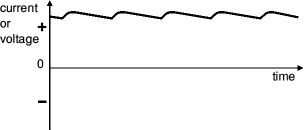 current
or
voltage
+
0
time
−